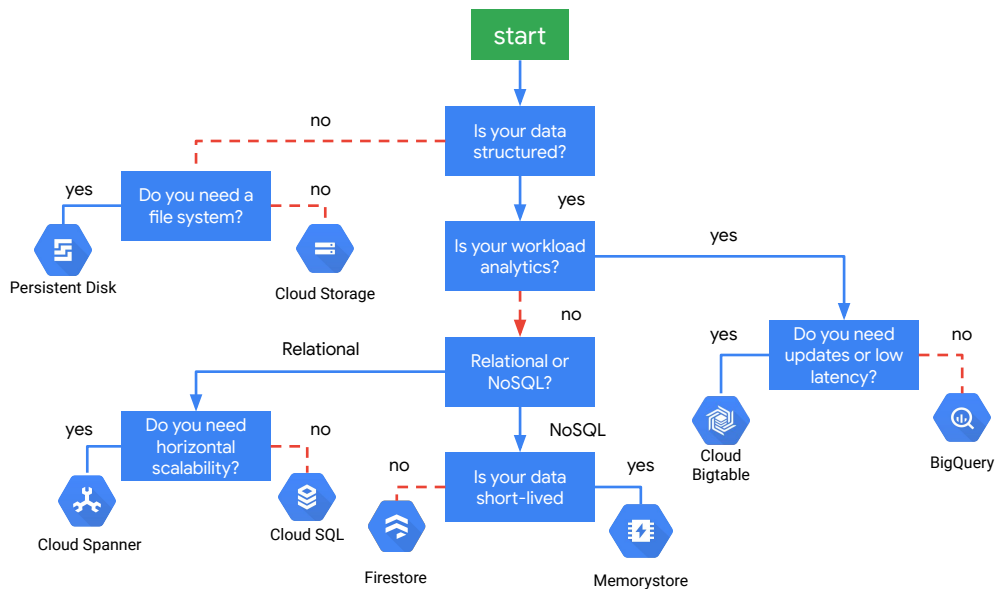 start
no
Is your data
structured?
yes
Do you need a
file system?
no
yes
Persistent Disk
Cloud Storage
Is your workload
analytics?
yes
no
Do you need
updates or low
latency?
yes
no
Cloud
Bigtable
BigQuery
Relational
Relational or
NoSQL?
NoSQL
yes
Do you need
horizontal
scalability?
no
Cloud Spanner
Cloud SQL
no
Is your data
short-lived
yes
Firestore
Memorystore